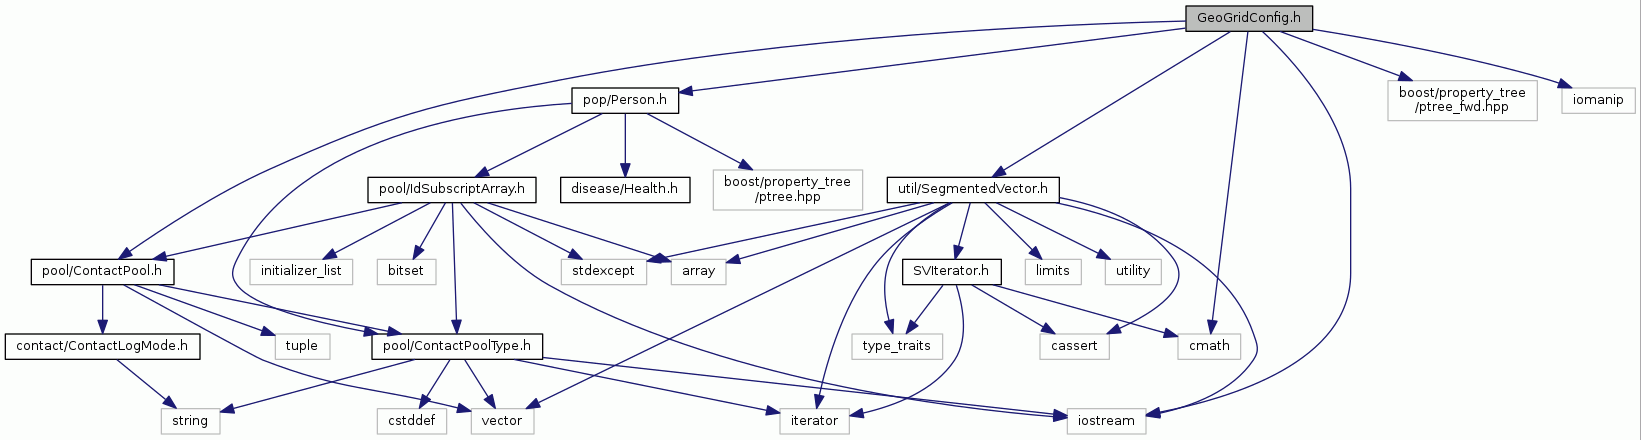 GeoGridConfig.h
pop/Person.h
boost/property_tree
/ptree_fwd.hpp
iomanip
pool/IdSubscriptArray.h
disease/Health.h
boost/property_tree
/ptree.hpp
util/SegmentedVector.h
pool/ContactPool.h
initializer_list
bitset
stdexcept
array
SVIterator.h
limits
utility
contact/ContactLogMode.h
tuple
pool/ContactPoolType.h
type_traits
cassert
cmath
string
cstddef
vector
iterator
iostream